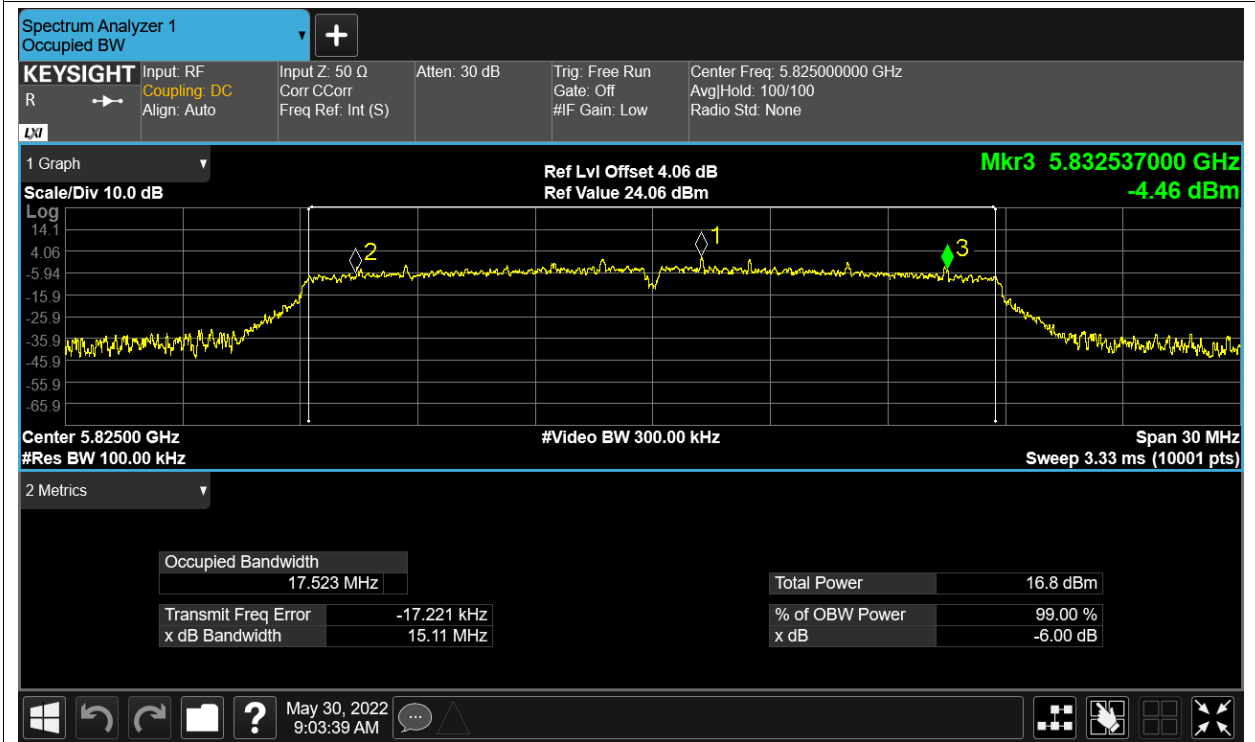 Spectrum Analyzer 1
Occupied BW
KEYSIGHT
R
LXI
Input: RF
Coupling: DC
Align: Auto
Input Z: 50 Ω
Corr CCorr
Freq Ref: Int (S)
Atten: 30 dB
Trig: Free Run
Gate: Off
#IF Gain: Low
Center Freq: 5.825000000 GHz
Avg|Hold: 100/100
Radio Std: None
1 Graph
Scale/Div 10.0 dB
Ref Lvl Offset 4.06 dB
Ref Value 24.06 dBm
Mkr3 5.832537000 GHz
-4.46 dBm
Log
14.1
4.06
-5.94
-15.9
-25.9
-35.9
-45.9
-55.9
-65.9
2
1
3
Center 5.82500 GHz
#Res BW 100.00 kHz
#Video BW 300.00 kHz
Span 30 MHz
Sweep 3.33 ms (10001 pts)
2 Metrics
Occupied Bandwidth
17.523 MHz
Transmit Freq Error -17.221 kHz
x dB Bandwidth 15.11 MHz
Total Power 16.8 dBm
% of OBW Power 99.00 %
x dB -6.00 dB
?
May 30, 2022
9:03:39 AM